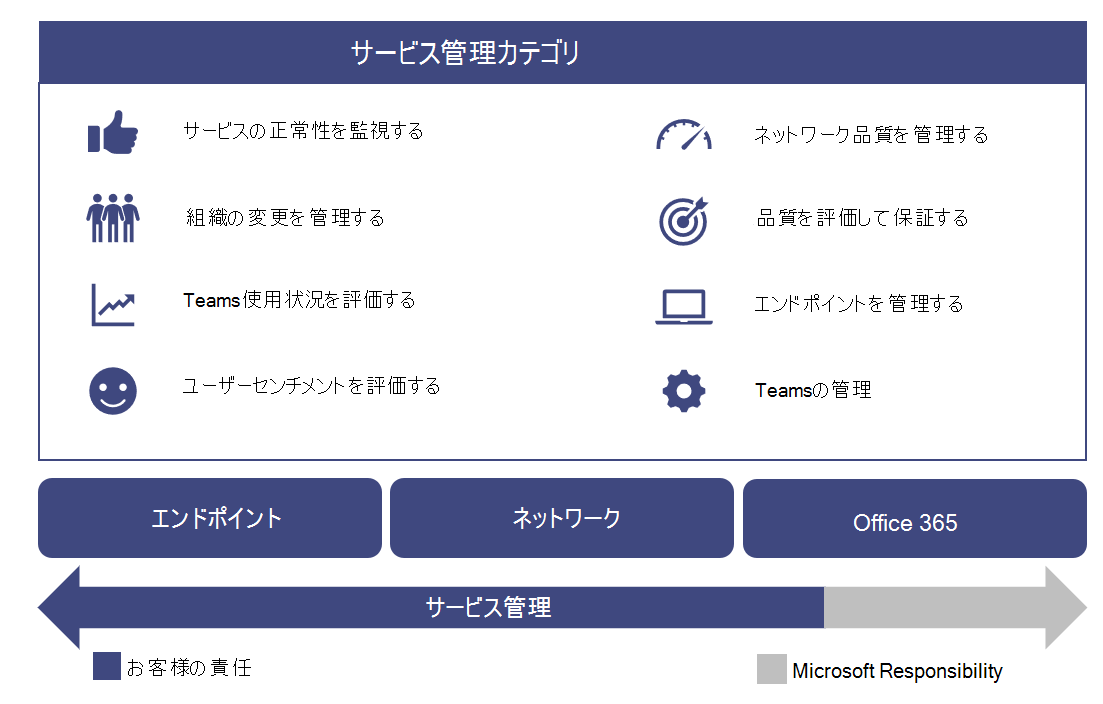 サービス管理カテゴリ
サービスの正常性を監視する
ネットワーク品質を管理する
組織の変更を管理する
品質を評価して保証する
Teams使用状況を評価する
エンドポイントを管理する
ユーザーセンチメントを評価する
Teamsの管理
エンドポイント
ネットワーク
Office 365
サービス管理
お客様の責任
Microsoft Responsibility